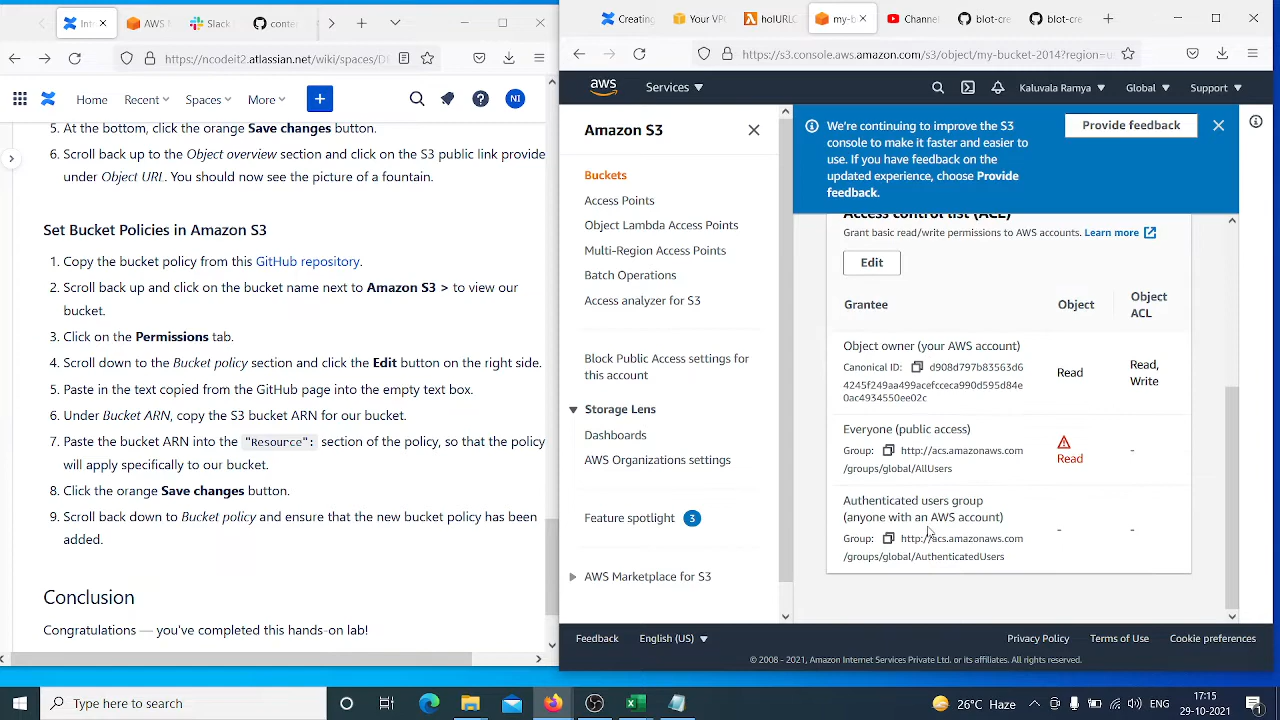 Int
AWS M
Slack
conter
https://ncodeit2.atlassian.net/wiki/spaces/DE
Home
Recent
Spaces
More
NI
5. At the bottom, click the orange Save changes button.
6. Scroll back up to the Object overview section and click on the S3 public link provide
under Object URL. You should now see the picture of a fountain.
Set Bucket Policies in Amazon S3
1. Copy the bucket policy from this GitHub repository.
2. Scroll back up and click on the bucket name next to Amazon S3 > to view our
bucket.
3. Click on the Permissions tab.
4. Scroll down to the Bucket policy section and click the Edit button on the right side.
5. Paste in the text copied from the GitHub page into the empty text box.
6. Under Bucket ARN, copy the S3 bucket ARN for our bucket.
7. Paste the bucket ARN into the "Resource": section of the policy, so that the policy
will apply specifically to our bucket.
8. Click the orange Save changes button.
9. Scroll back down to Bucket policy and ensure that the new bucket policy has been
added.
Conclusion
Congratulations — you've completed this hands-on lab!
Creating
Your VPC
holURLC
my-b
Channel
blot-cre
blot-cre
https://s3.console.aws.amazon.com/s3/object/my-bucket-7014?region=u
aws
Services
Kaluvala Ramya
Global
Support
Amazon S3
Buckets
Access Points
Object Lambda Access Points
Multi-Region Access Points
Batch Operations
Access analyzer for S3
Block Public Access settings for
this account
Storage Lens
Dashboards
AWS Organizations settings
Feature spotlight 3
AWS Marketplace for S3
We're continuing to improve the S3
console to make it faster and easier to
use. If you have feedback on the
updated experience, choose Provide
feedback.
Provide feedback
Access control list (ACL)
Grant basic read/write permissions to AWS accounts. Learn more
Edit
Grantee
Object
Object
ACL
Object owner (your AWS account)
Canonical ID: d908d797b83563d6
4245f249aa499acefcceca990d595d84e
0ac4934550ee02c
Read
Read,
Write
Everyone (public access)
Group: http://acs.amazonaws.com
/groups/global/AllUsers
Read
-
Authenticated users group
(anyone with an AWS account)
Group: http://acs.amazonaws.com
/groups/global/AuthenticatedUsers
-
-
Feedback
English (US)
Privacy Policy
Terms of Use
Cookie preferences
© 2008 - 2021, Amazon Internet Services Private Ltd. or its affiliates. All rights reserved.
Type here to search
26°C Haze
17:15
29-10-2021